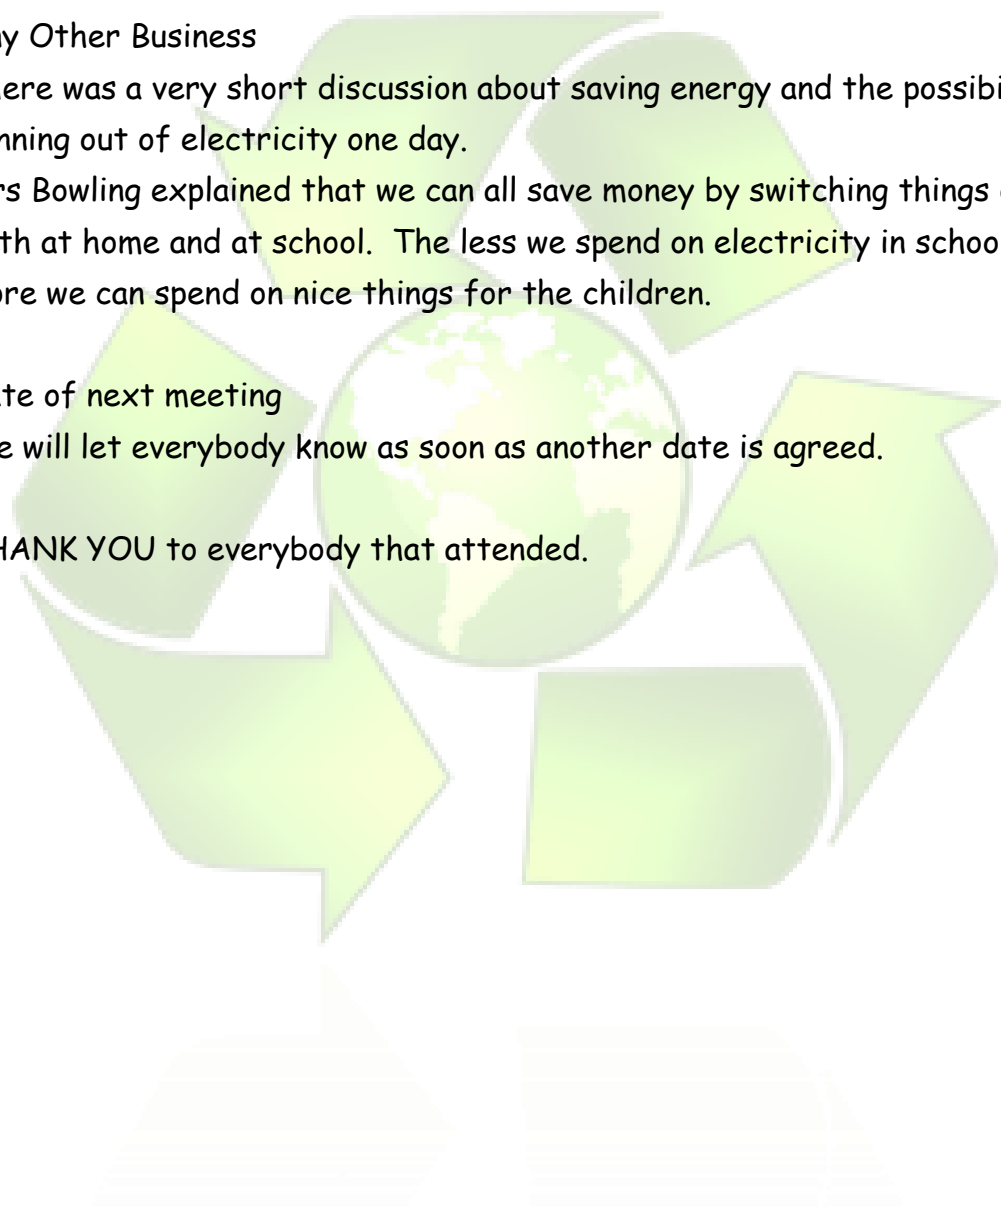 y Other Business
ere was a very short discussion about saving energy and the possibi
nning out of electricity one day.
rs Bowling explained that we can all save money by switching things
th at home and at school. The less we spend on electricity in schoo
ore we can spend on nice things for the children.
te of next meeting
e will let everybody know as soon as another date is agreed.
HANK YOU to everybody that attended.